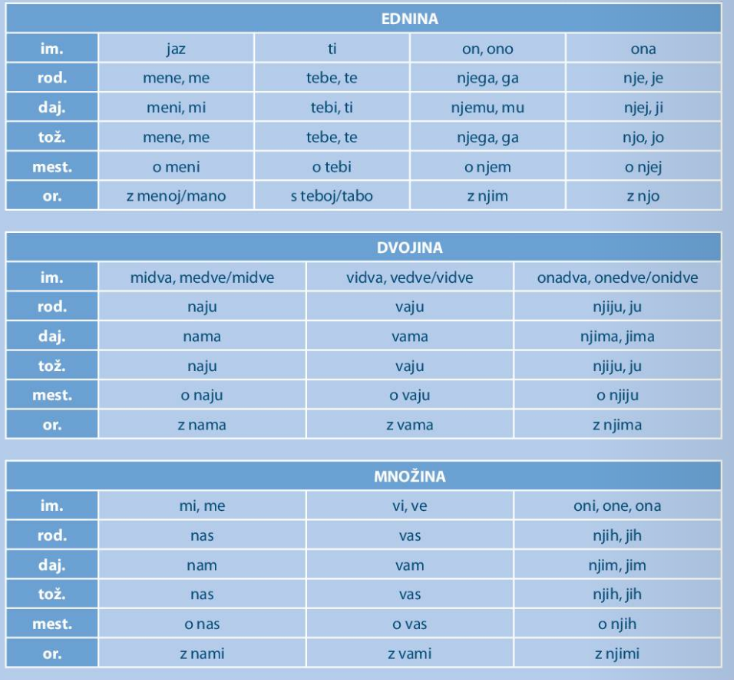 EDNINA
im. jaz ti on, ono ona
rod. mene, me tebe, te njega, ga nje, je
daj. meni, mi tebi, ti njemu, mu njej, ji
tož. mene, me tebe, te njega, ga njo, jo
mest. o meni o tebi o njem o njej
or. z menoj/mano s teboj/tabo z njim z njo
DVOJINA
im. midva, medve/midve vidva, vedve/vidve onadva, onedve/onidve
rod. naju vaju njiju, ju
daj. nama vama njima, jima
tož. naju vaju njiju, ju
mest. o naju o vaju o njiju
or. z nama z vama z njima
MNOŽINA
im. mi, me vi, ve oni, one, ona
rod. nas vas njih, jih
daj. nam vam njim, jim
tož. nas vas njih, jih
mest. o nas o vas o njih
or. z nami z vami z njimi